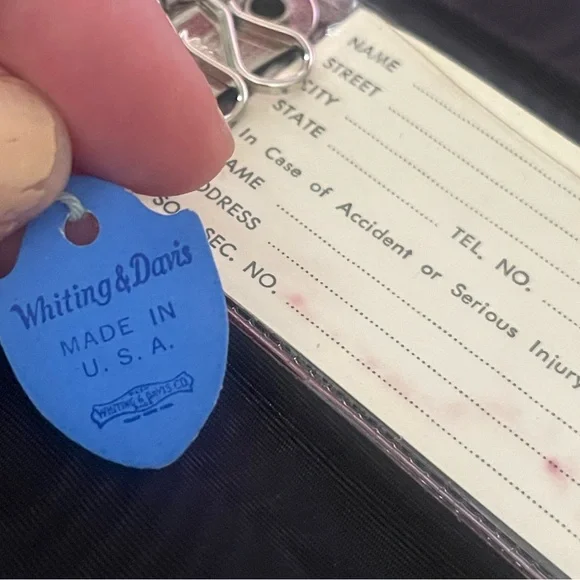 Whiting & Davis
MADE IN
U. S. A.
WHITING & DAVIS CO.
NAME
STREET
CITY
STATE
TEL. NO.
In Case of Accident or Serious Injury
AME
DDRESS
SO SEC. NO.